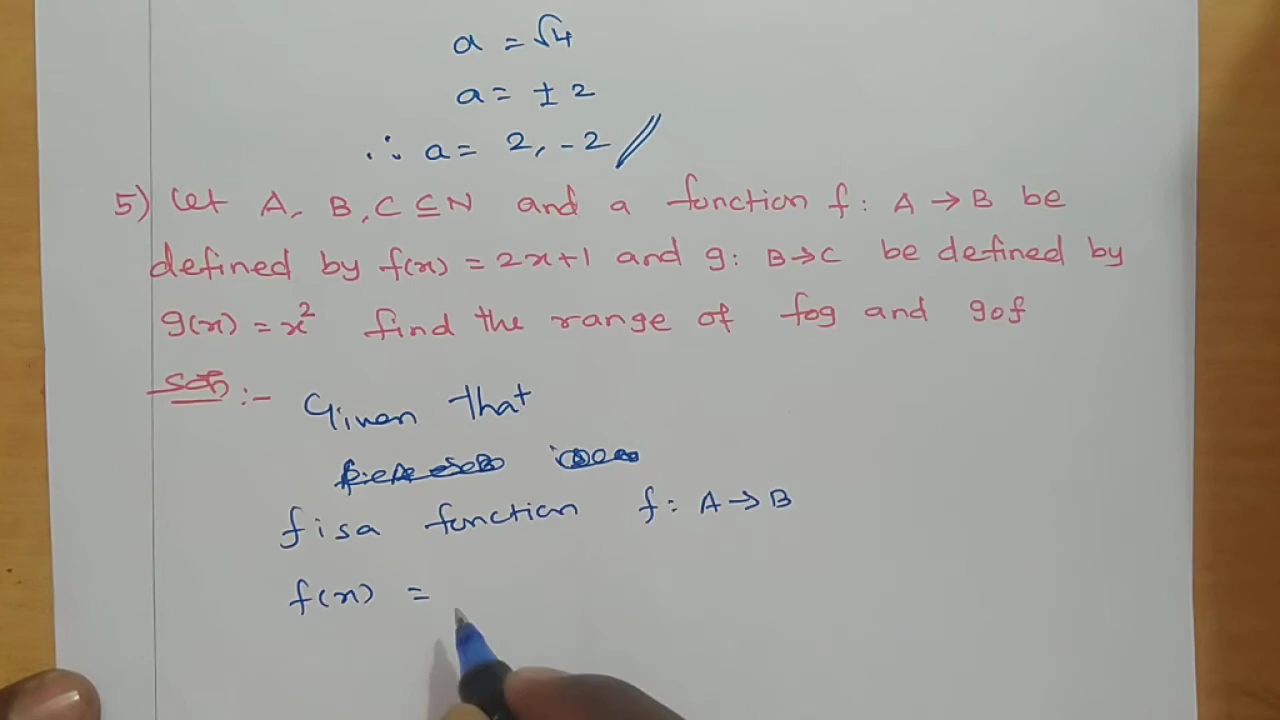 a = √4
a = ± 2
∴ a = 2, -2 //
5) Let A, B, C ⊆ N and a function f: A → B be
defined by f(x) = 2x+1 and g: B→C be defined by
g(x) = x² find the range of fog and gof
Soln :-
Given that
f is a function f: A → B
f(x) =